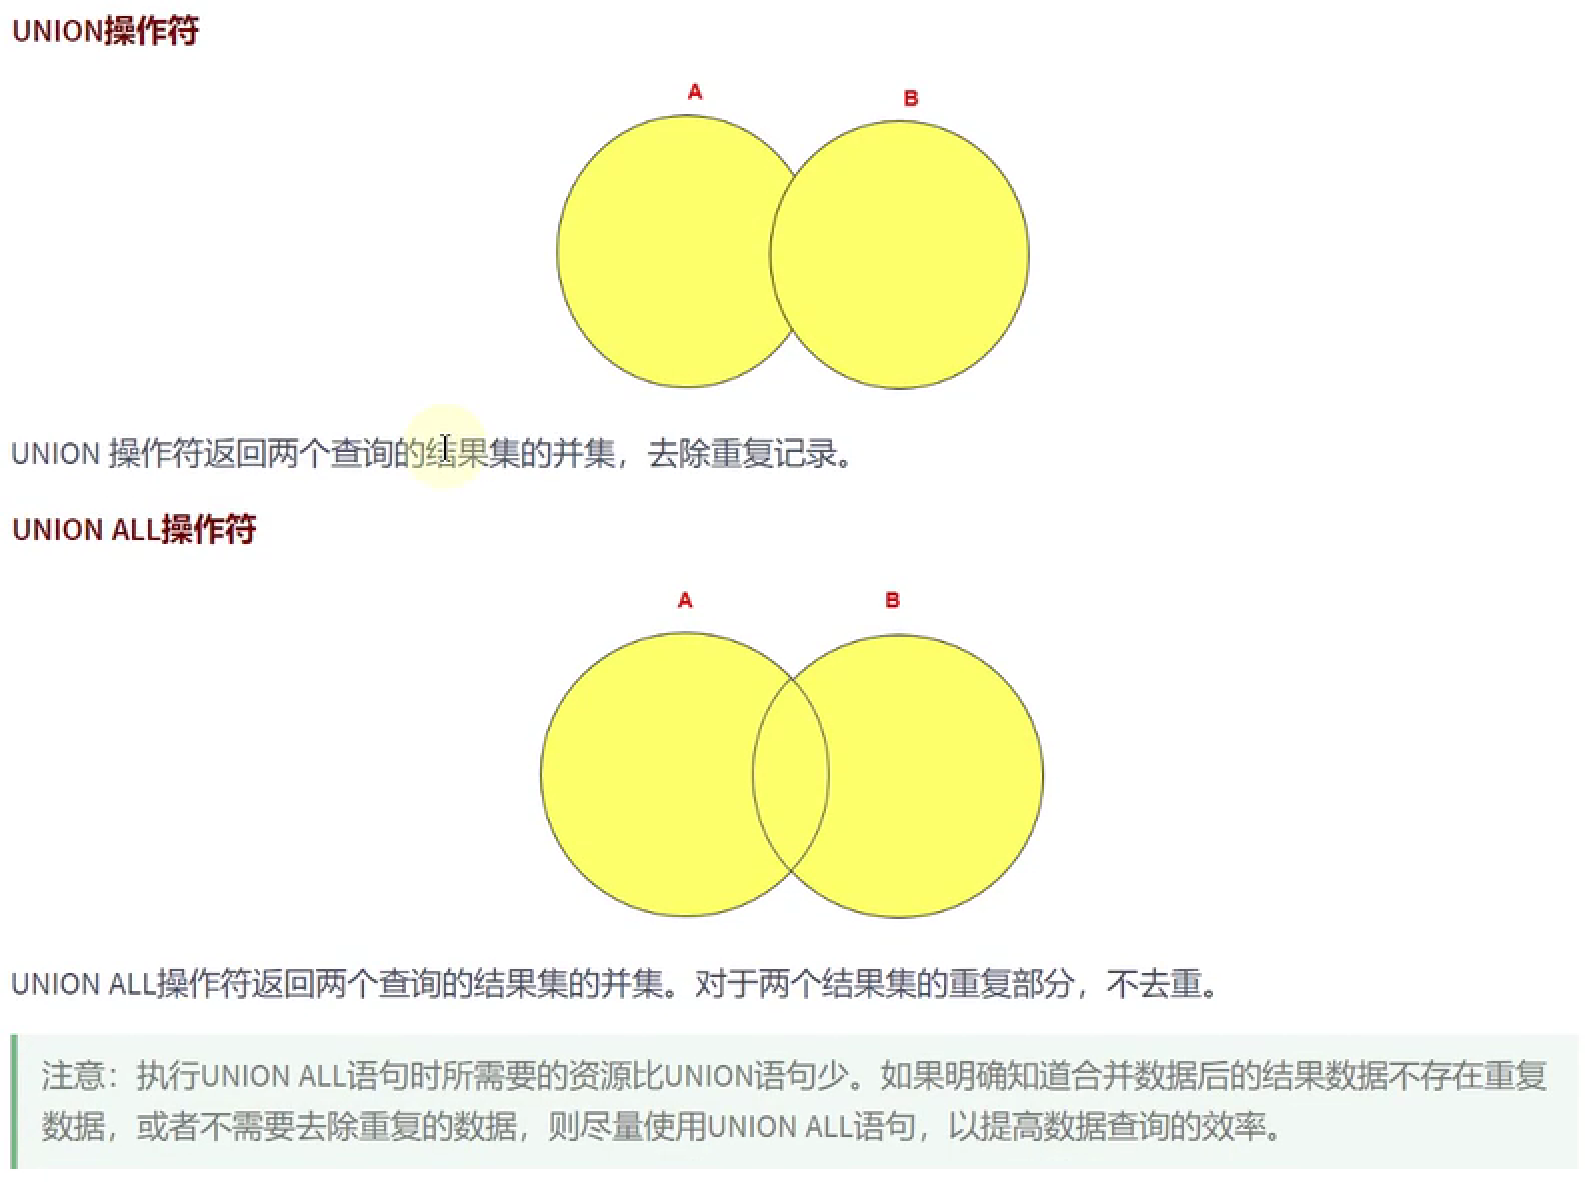 UNION操作符
A
B
UNION 操作符返回两个查询的结果集的并集，去除重复记录。
UNION ALL操作符
A
B
UNION ALL操作符返回两个查询的结果集的并集。对于两个结果集的重复部分，不去重。
注意：执行UNION ALL语句时所需要的资源比UNION语句少。如果明确知道合并数据后的结果数据不存在重复
数据，或者不需要去除重复的数据，则尽量使用UNION ALL语句，以提高数据查询的效率。